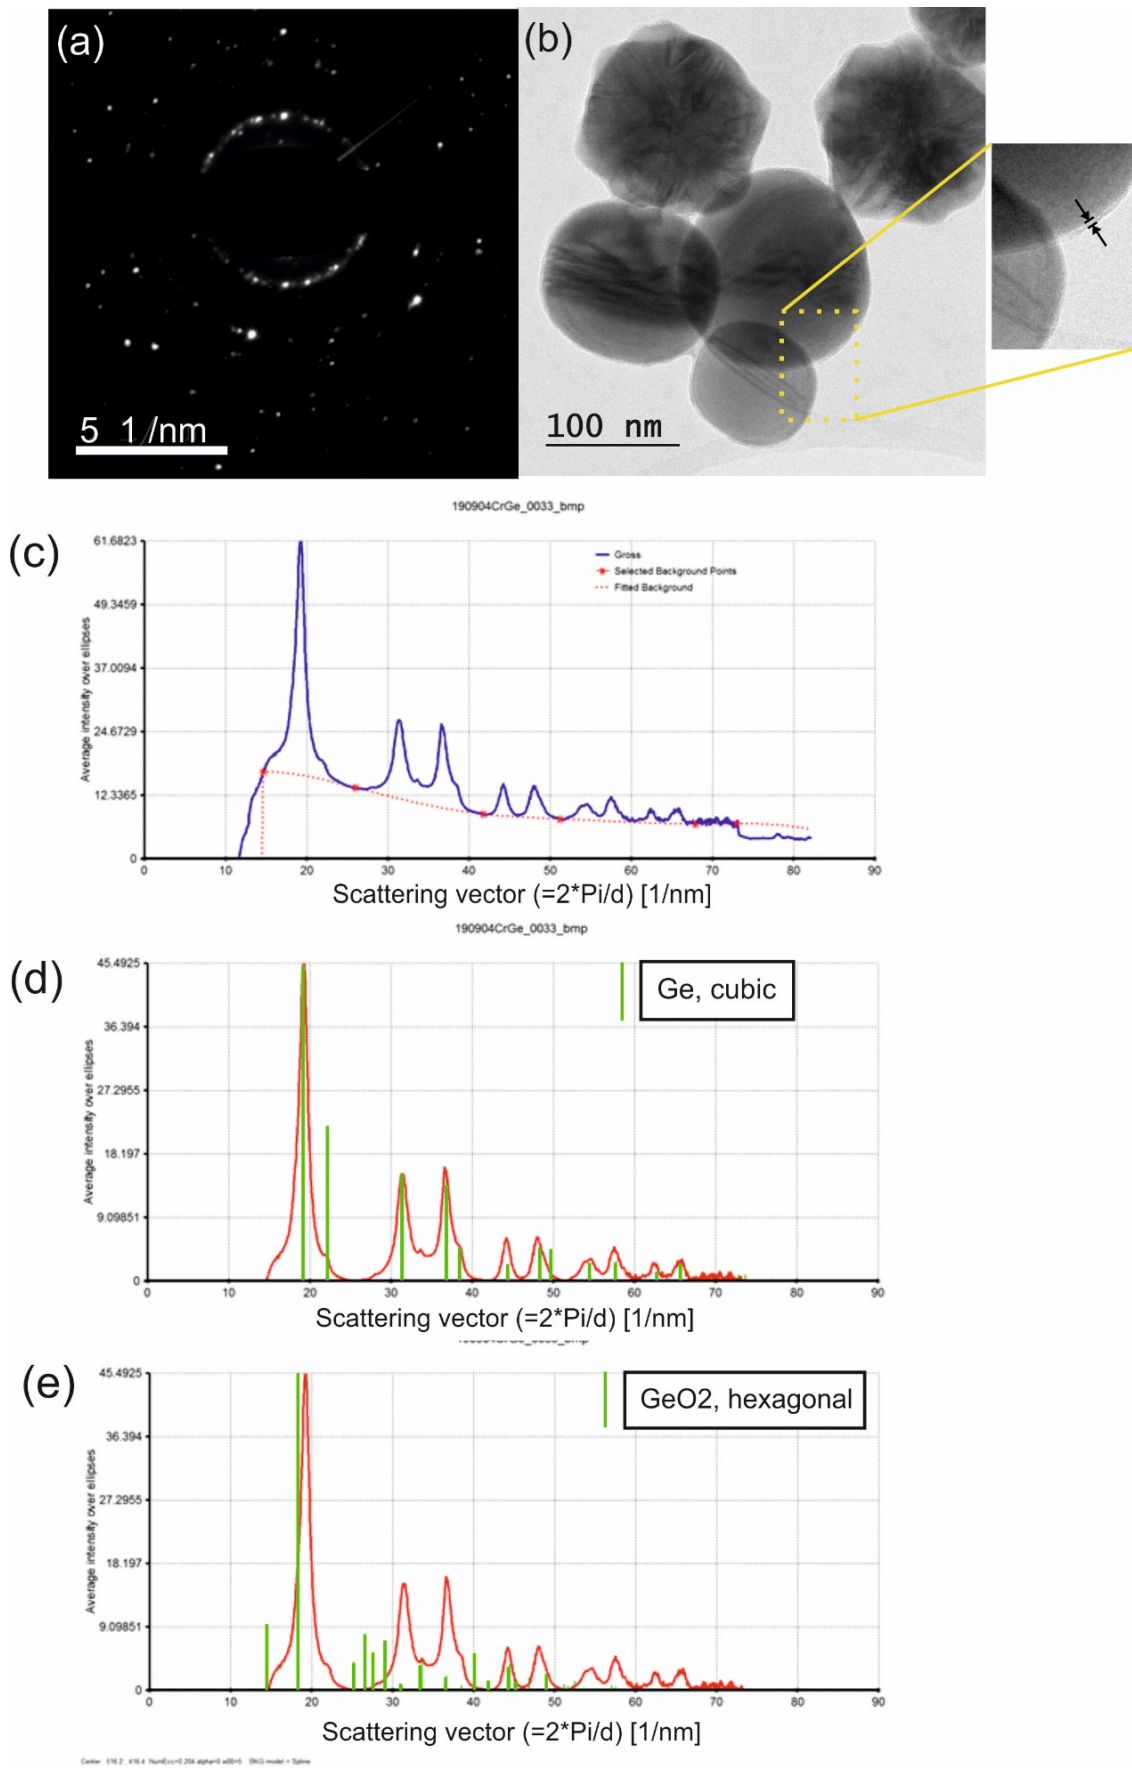 (a)
5 1/nm
(b)
100 nm
190904CrGe_0033_bmp
(c)
61.6823
49.3459
37.0094
24.6729
12.3365
0
Average intensity over ellipses
Gross
Selected Background Points
Fitted Background
0 10 20 30 40 50 60 70 80 90
Scattering vector (=2*Pi/d) [1/nm]
190904CrGe_0033_bmp
(d)
45.4925
36.394
27.2955
18.197
9.09851
0
Average intensity over ellipses
Ge, cubic
0 10 20 30 40 50 60 70 80 90
Scattering vector (=2*Pi/d) [1/nm]
(e)
45.4925
36.394
27.2955
18.197
9.09851
0
Average intensity over ellipses
GeO2, hexagonal
0 10 20 30 40 50 60 70 80 90
Scattering vector (=2*Pi/d) [1/nm]